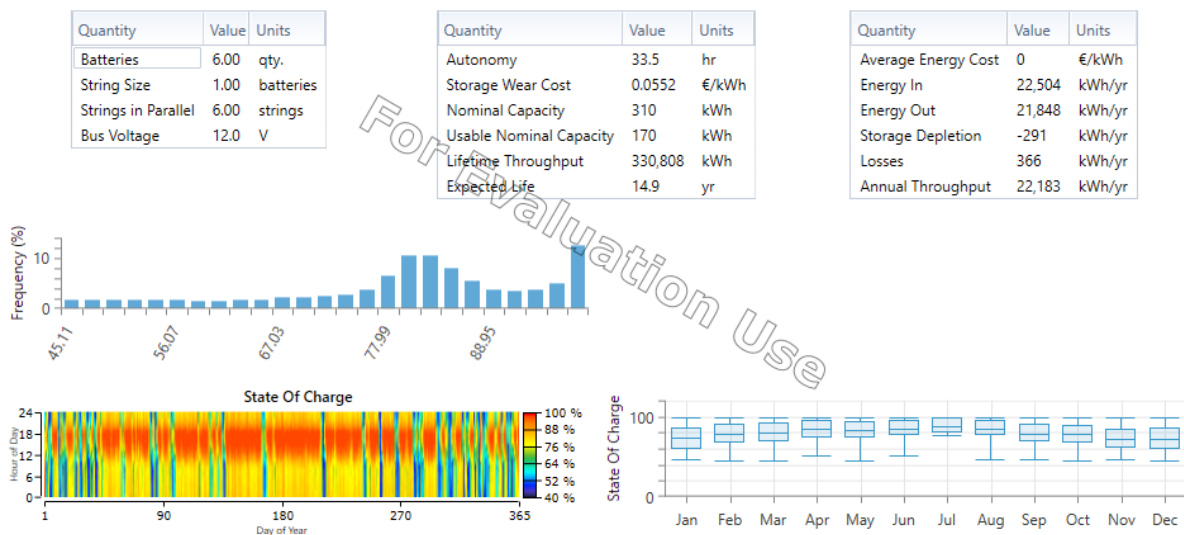 Quantity Value Units
Batteries 6.00 qty.
String Size 1.00 batteries
Strings in Parallel 6.00 strings
Bus Voltage 12.0 V
Quantity Value Units
Autonomy 33.5 hr
Storage Wear Cost 0.0552 €/kWh
Nominal Capacity 310 kWh
Usable Nominal Capacity 170 kWh
Lifetime Throughput 330,808 kWh
Expected Life 14.9 yr
Quantity Value Units
Average Energy Cost 0 €/kWh
Energy In 22,504 kWh/yr
Energy Out 21,848 kWh/yr
Storage Depletion -291 kWh/yr
Losses 366 kWh/yr
Annual Throughput 22,183 kWh/yr
For Evaluation Use
Frequency (%)
10
0
45.11 56.07 67.03 77.99 88.95
State Of Charge
Hour of Day
24
18
12
6
0
1 90 180 270 365
Day of Year
100 %
88 %
76 %
64 %
52 %
40 %
State Of Charge
100
0
Jan Feb Mar Apr May Jun Jul Aug Sep Oct Nov Dec